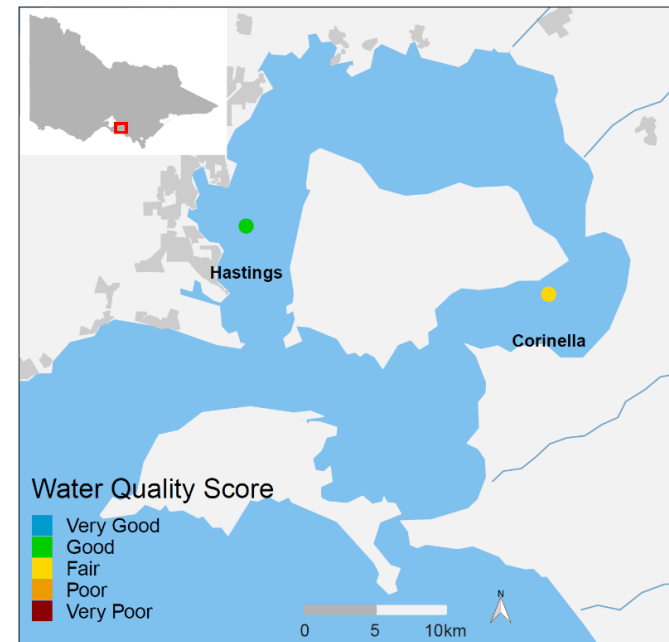 Hastings
Corinella
Water Quality Score
Very Good
Good
Fair
Poor
Very Poor
0 5 10km
N